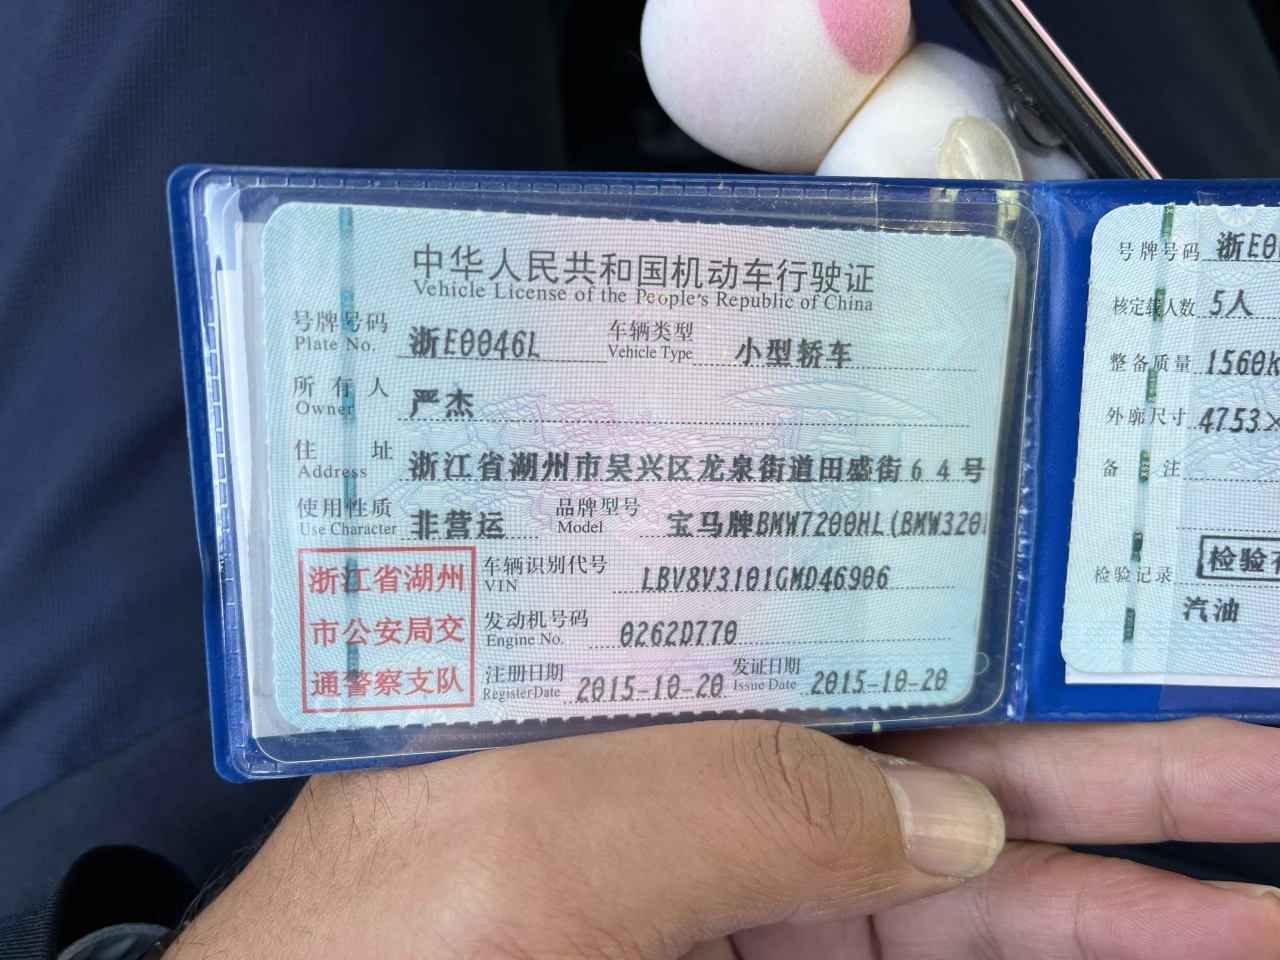 中华人民共和国机动车行驶证
Vehicle License of the People's Republic of China
号牌号码 浙E0046L 车辆类型 小型轿车
Plate No. Vehicle Type
所有人 严杰
Owner
住址 浙江省湖州市吴兴区龙泉街道田盛街64号
Address
使用性质 非营运 品牌型号 宝马牌BMW7200HL(BMW320
Use Character Model
浙江省湖州
市公安局交
通警察支队
车辆识别代号 LBV8V3101GMD46906
VIN
发动机号码 0262D770
Engine No.
注册日期 2015-10-20 发证日期 2015-10-20
Register Date Issue Date
号牌号码 浙E0
核定载人数 5人
整备质量 1560K
外廓尺寸 4753×
备注
检验记录 检验有
汽油